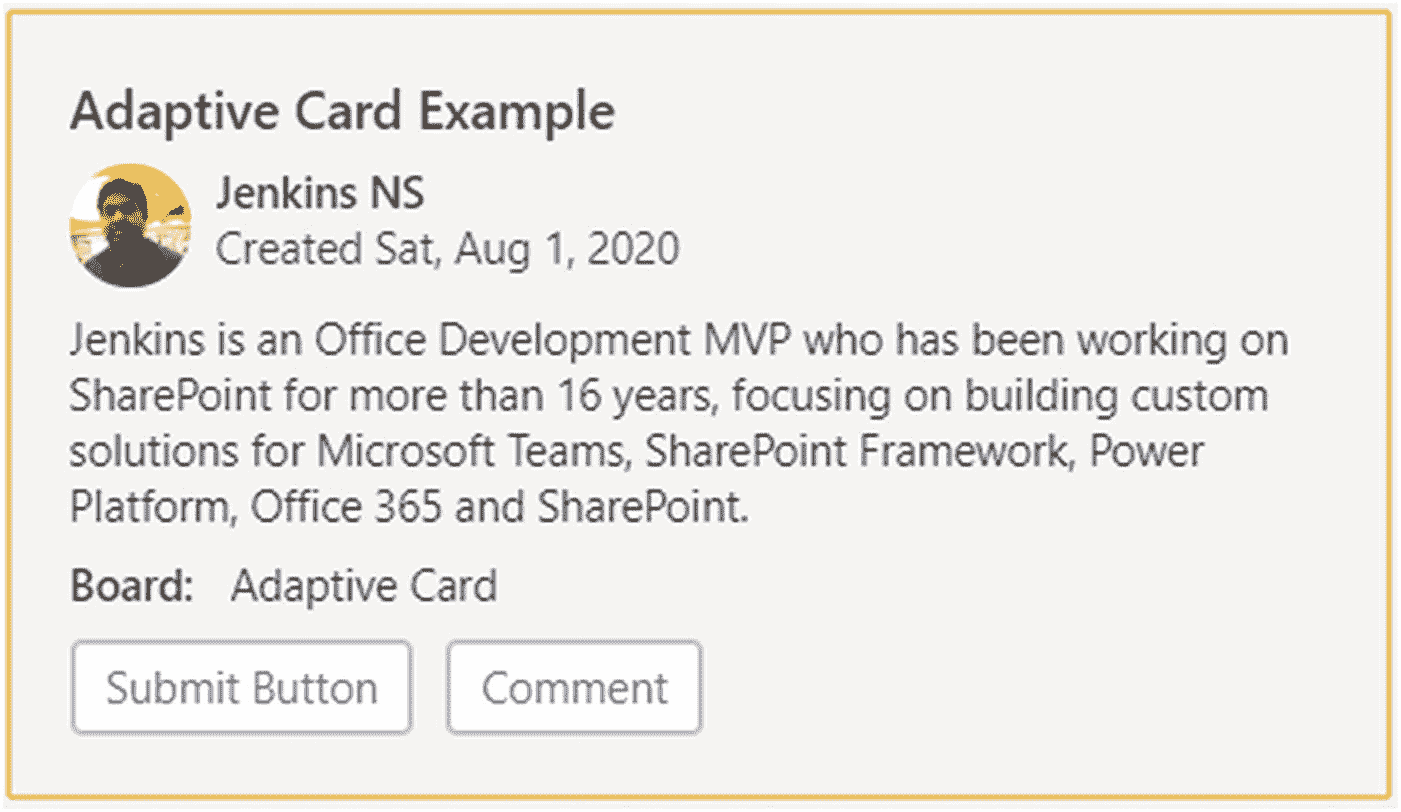 Adaptive Card Example
Jenkins NS
Created Sat, Aug 1, 2020
Jenkins is an Office Development MVP who has been working on
SharePoint for more than 16 years, focusing on building custom
solutions for Microsoft Teams, SharePoint Framework, Power
Platform, Office 365 and SharePoint.
Board: Adaptive Card
Submit Button Comment